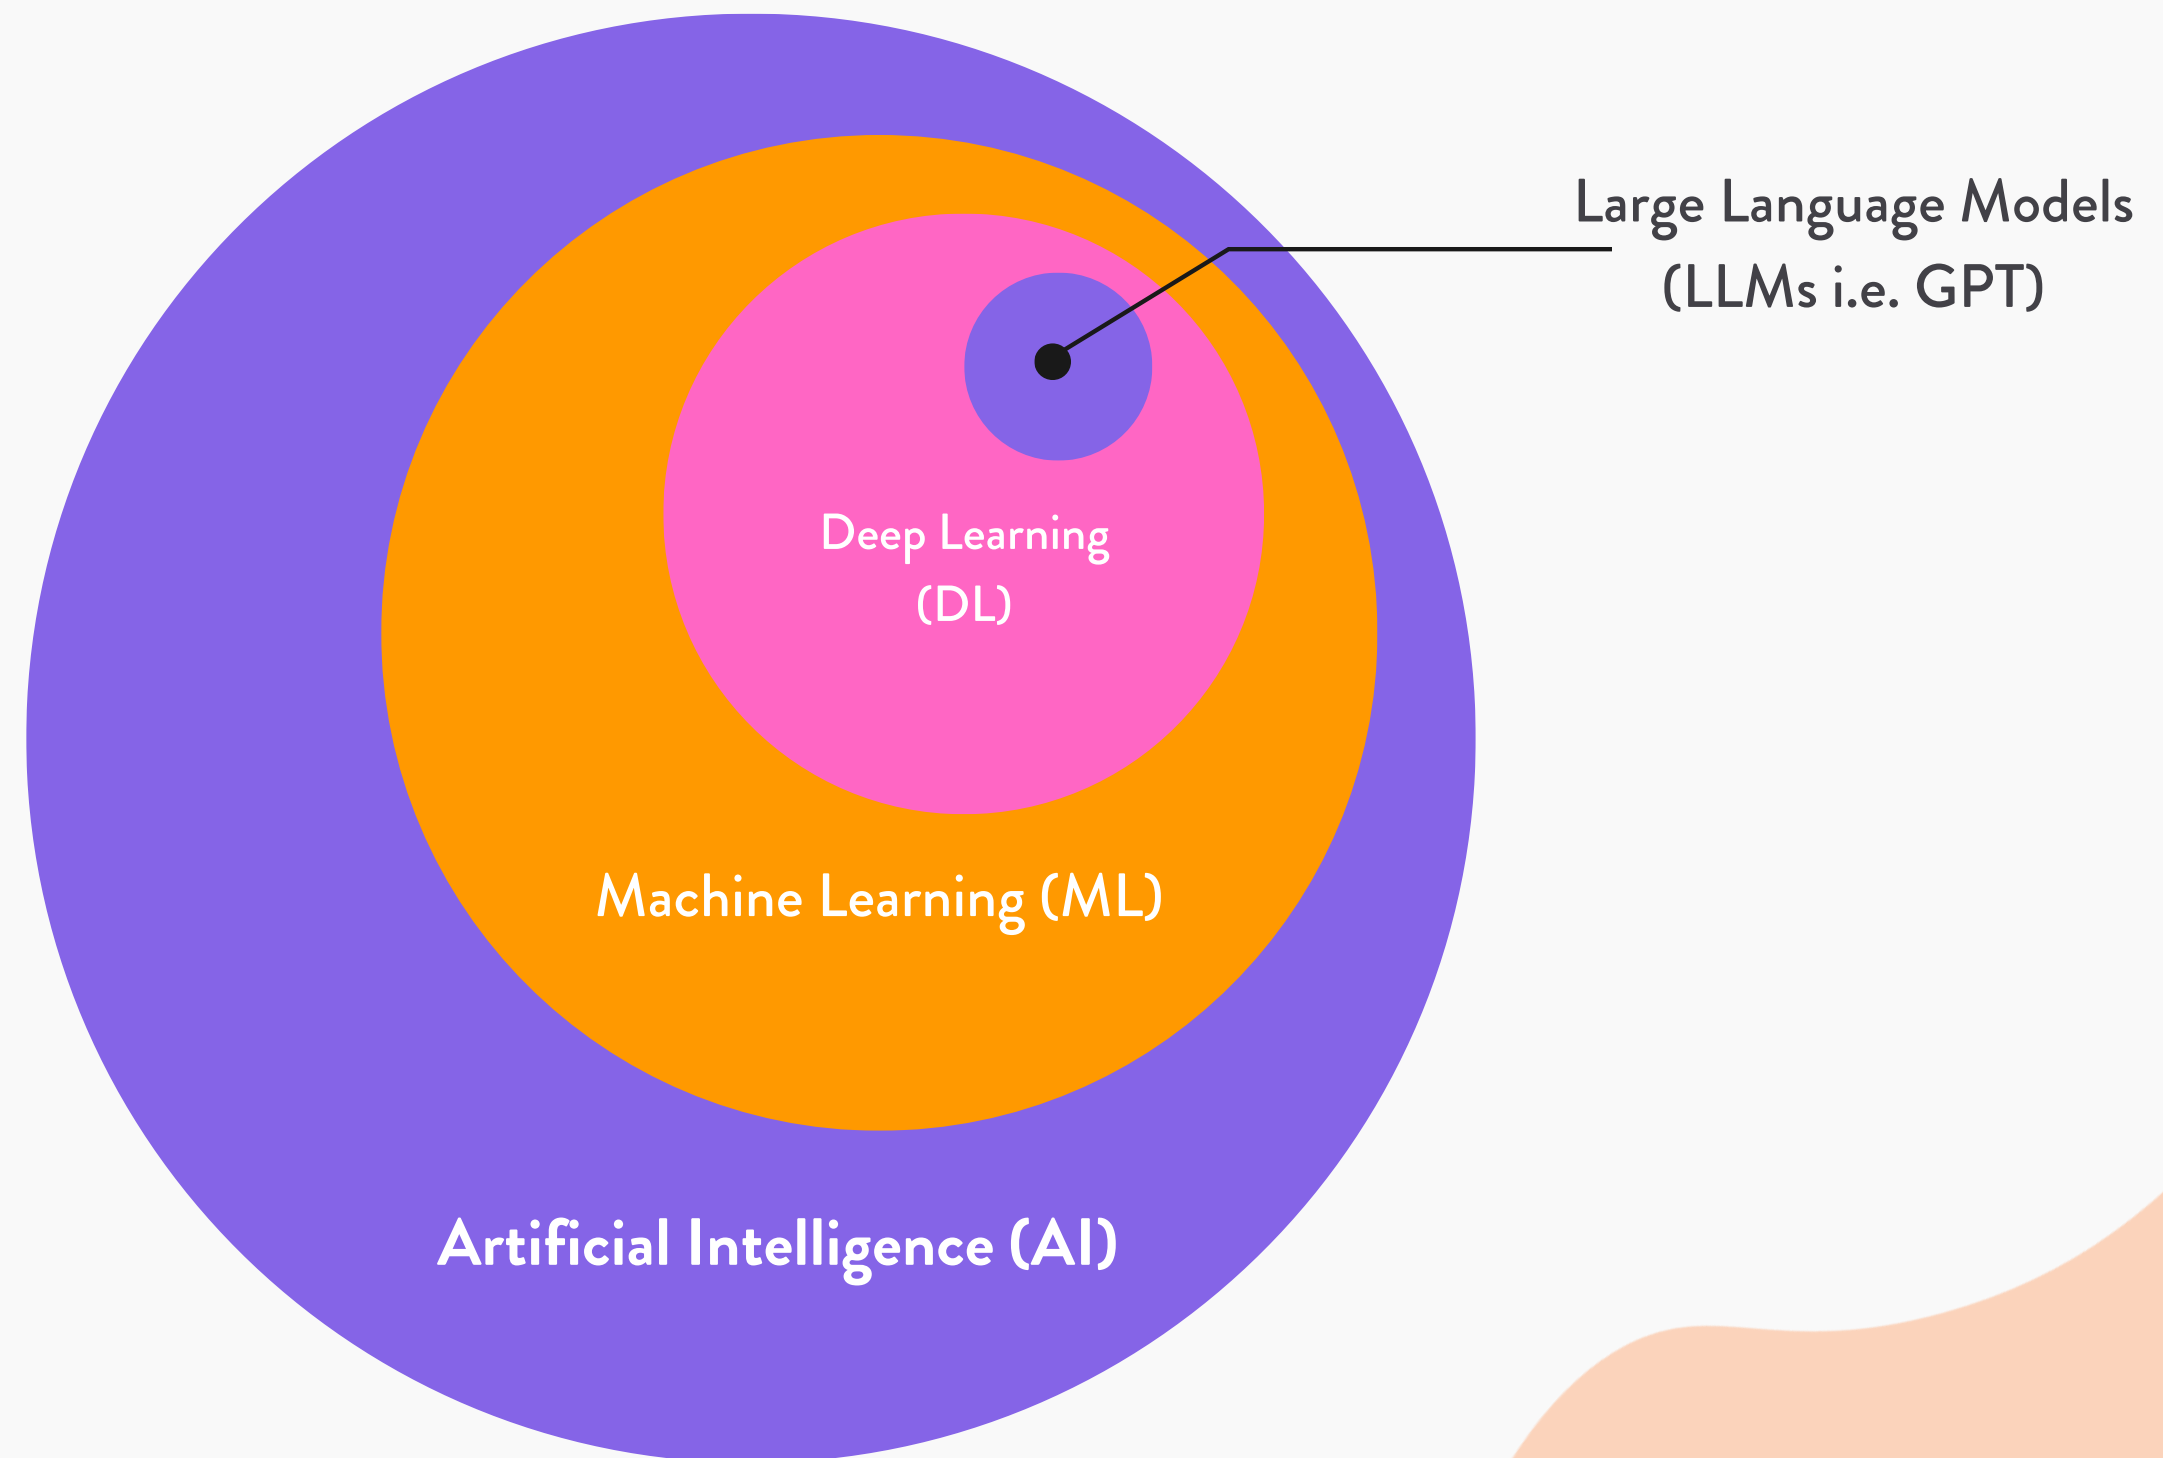 Large Language Models
(LLMs i.e. GPT)
Deep Learning
(DL)
Machine Learning (ML)
Artificial Intelligence (AI)